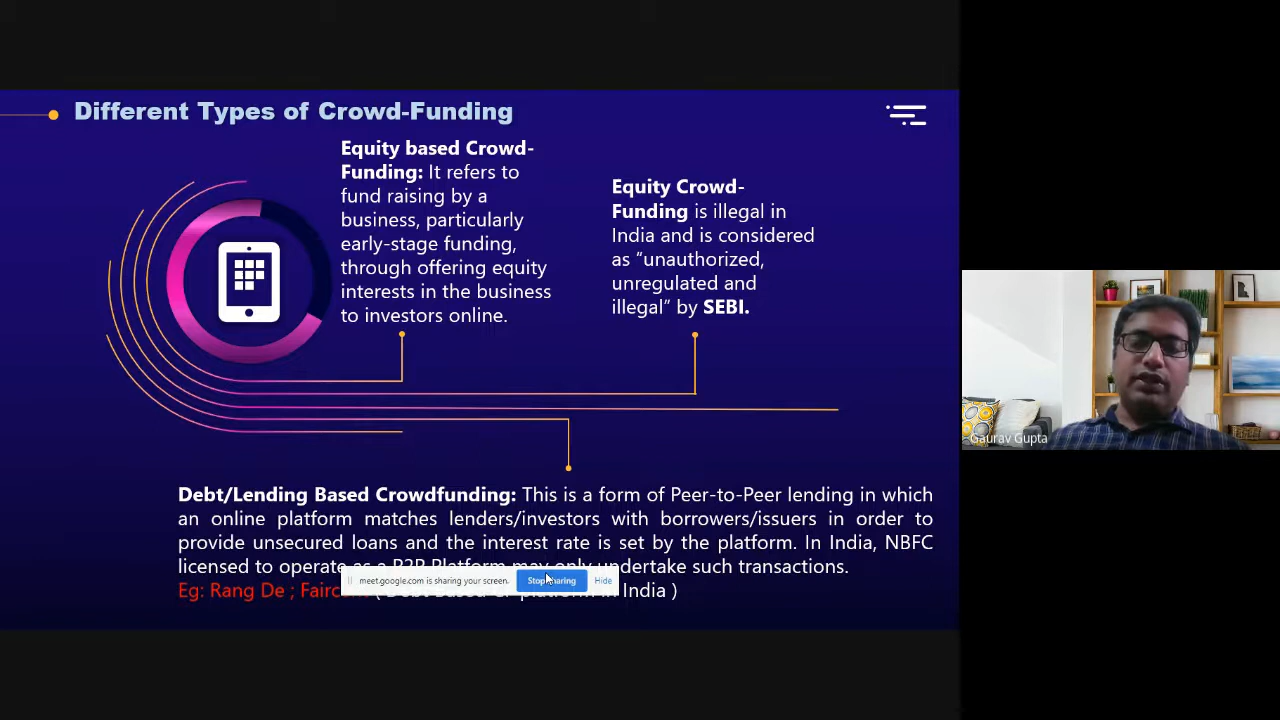 Different Types of Crowd-Funding
Equity based Crowd-
Funding: It refers to
fund raising by a
business, particularly
early-stage funding,
through offering equity
interests in the business
to investors online.
Equity Crowd-
Funding is illegal in
India and is considered
as “unauthorized,
unregulated and
illegal” by SEBI.
Debt/Lending Based Crowdfunding: This is a form of Peer-to-Peer lending in which
an online platform matches lenders/investors with borrowers/issuers in order to
provide unsecured loans and the interest rate is set by the platform. In India, NBFC
licensed to operate as a P2P Platform may only undertake such transactions.
Eg: Rang De ; India )
meet.google.com is sharing your screen.
Stop sharing
Hide
Gaurav Gupta